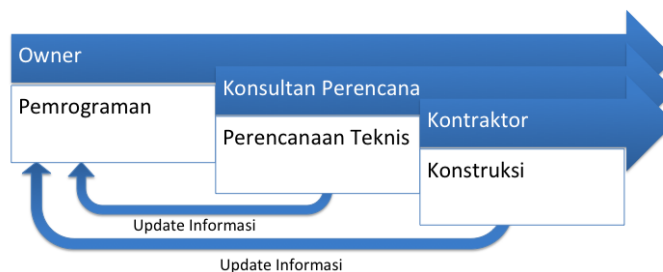 Owner
Pemrograman
Konsultan Perencana
Perencanaan Teknis
Kontraktor
Konstruksi
Update Informasi
Update Informasi